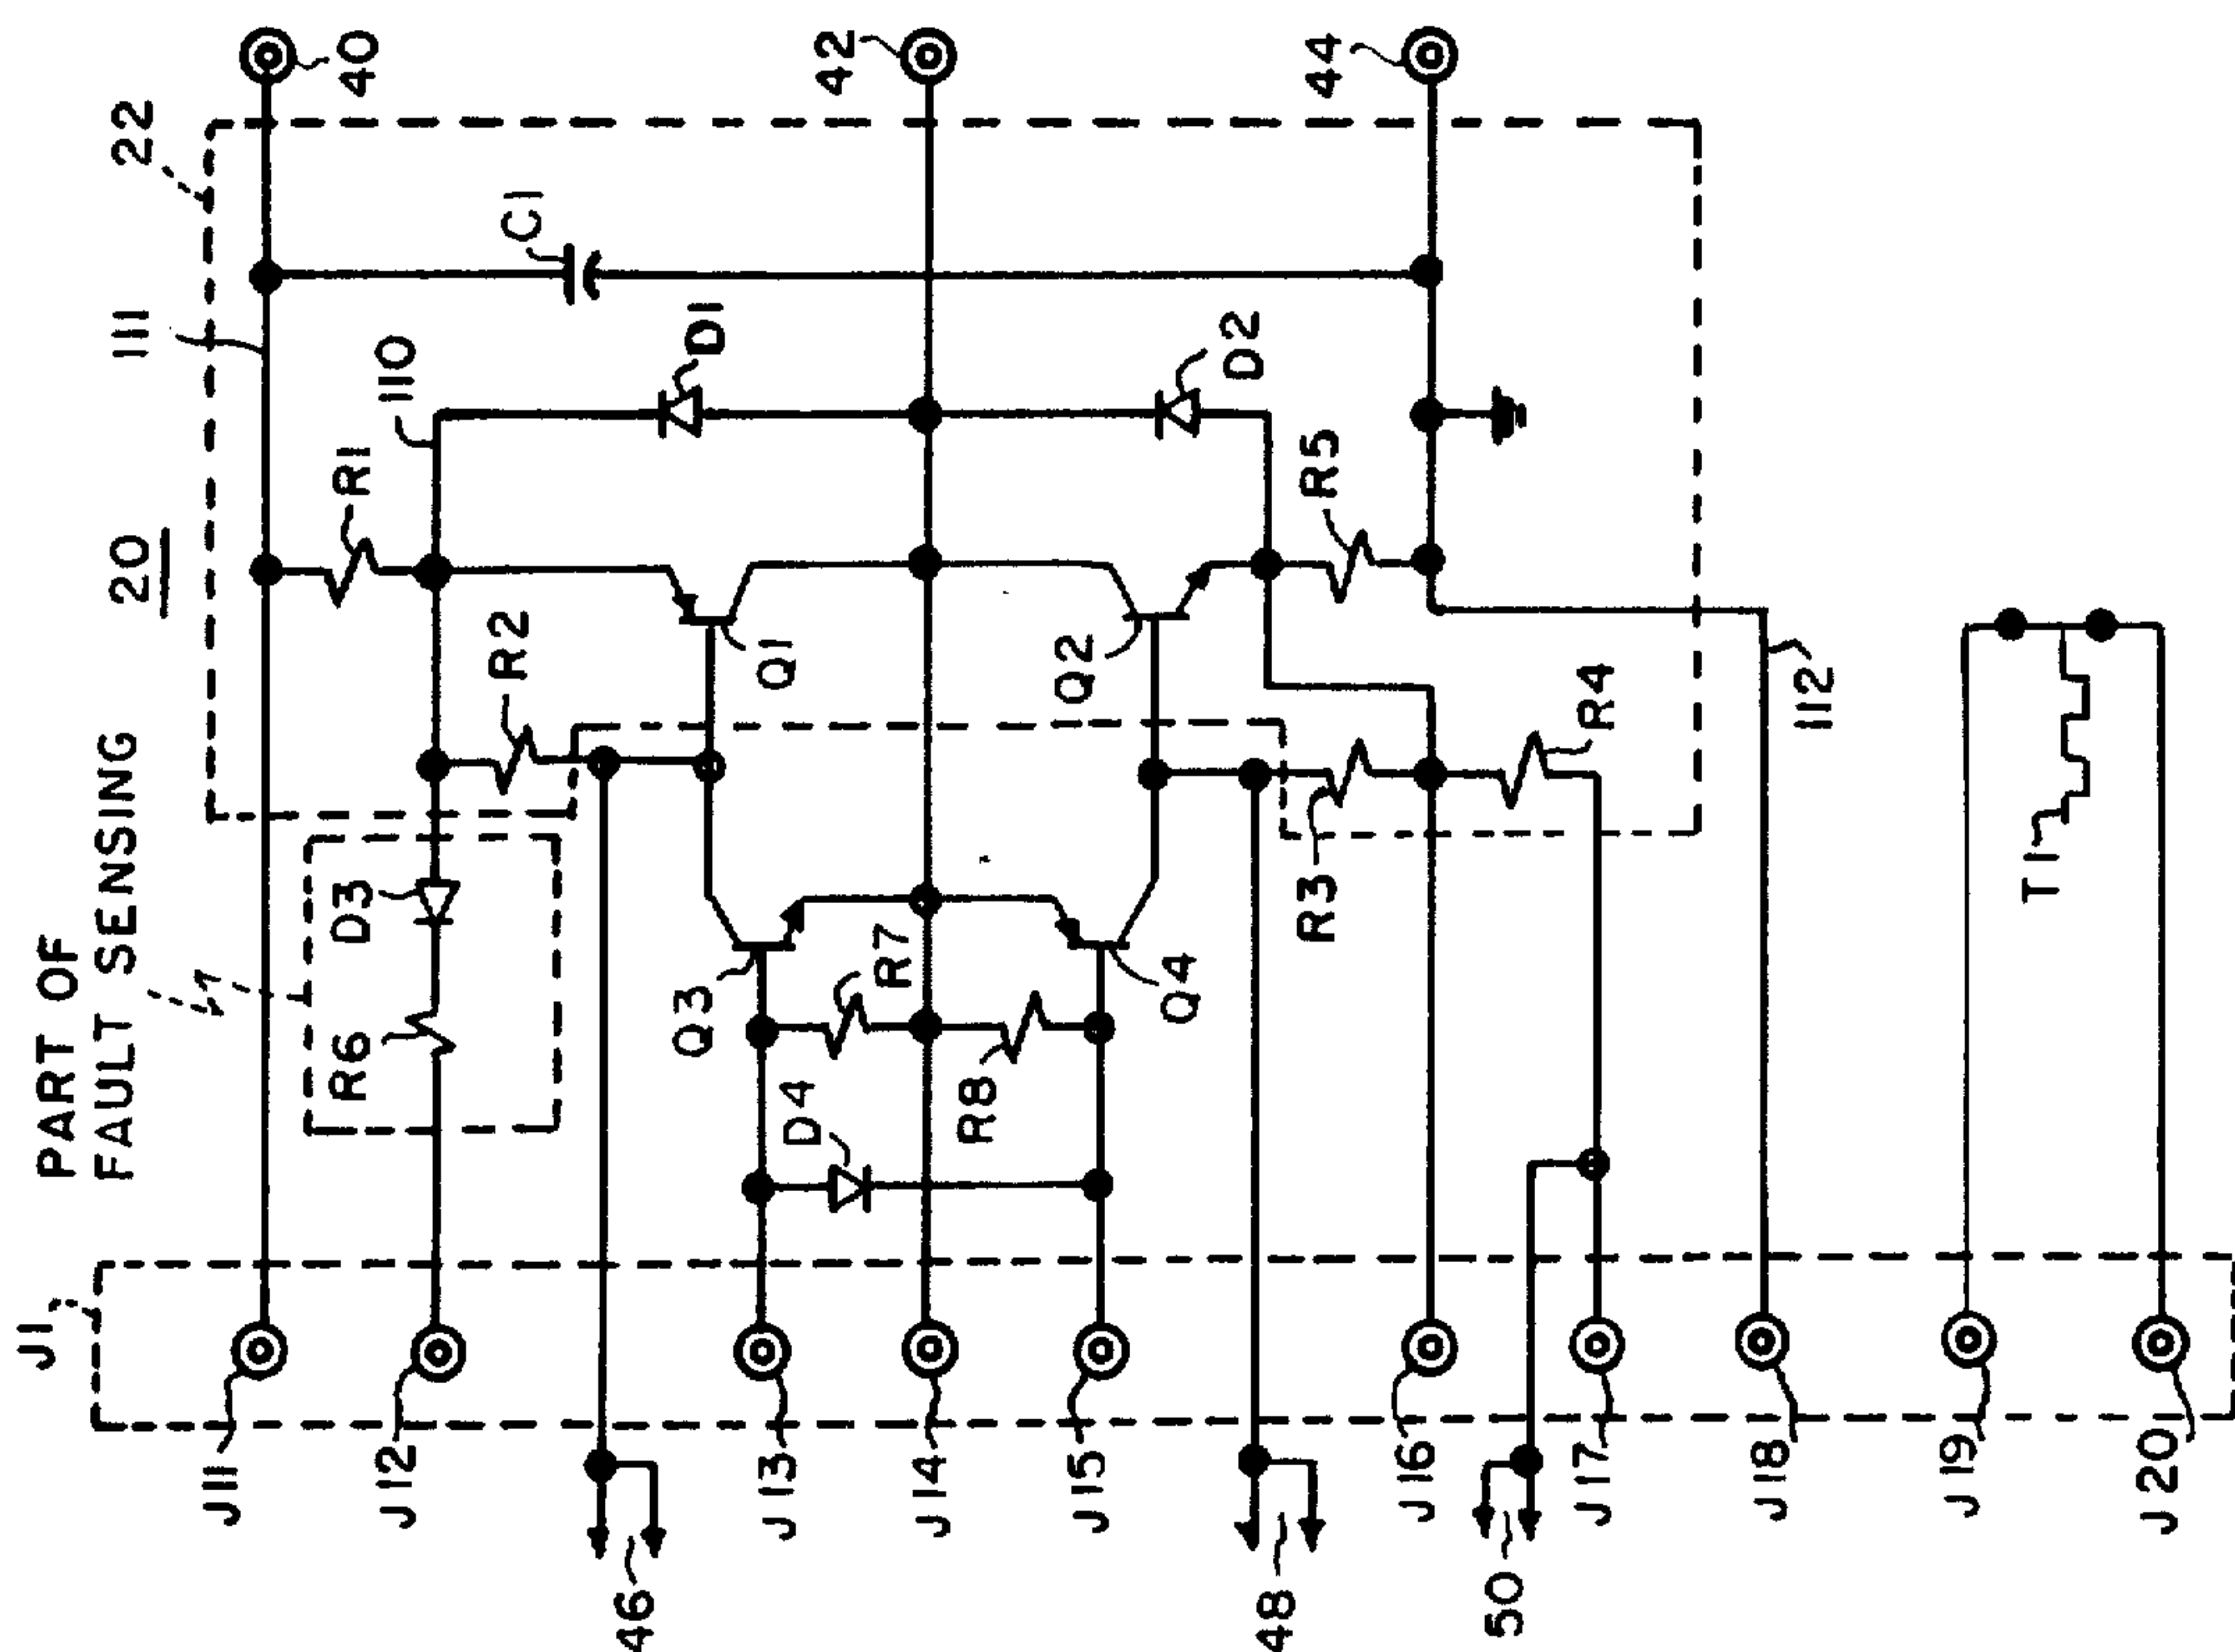 PART OF
FAULT SENSING
20
111
22
40
42
44
C1
110
R1
D1
D2
R2
R5
Q1
Q2
R4
112
D3
R6
Q3
R7
D4
R8
Q4
R3
T1
J1
J11
J12
46
J13
J14
J15
48
J16
50
J17
J18
J19
J20